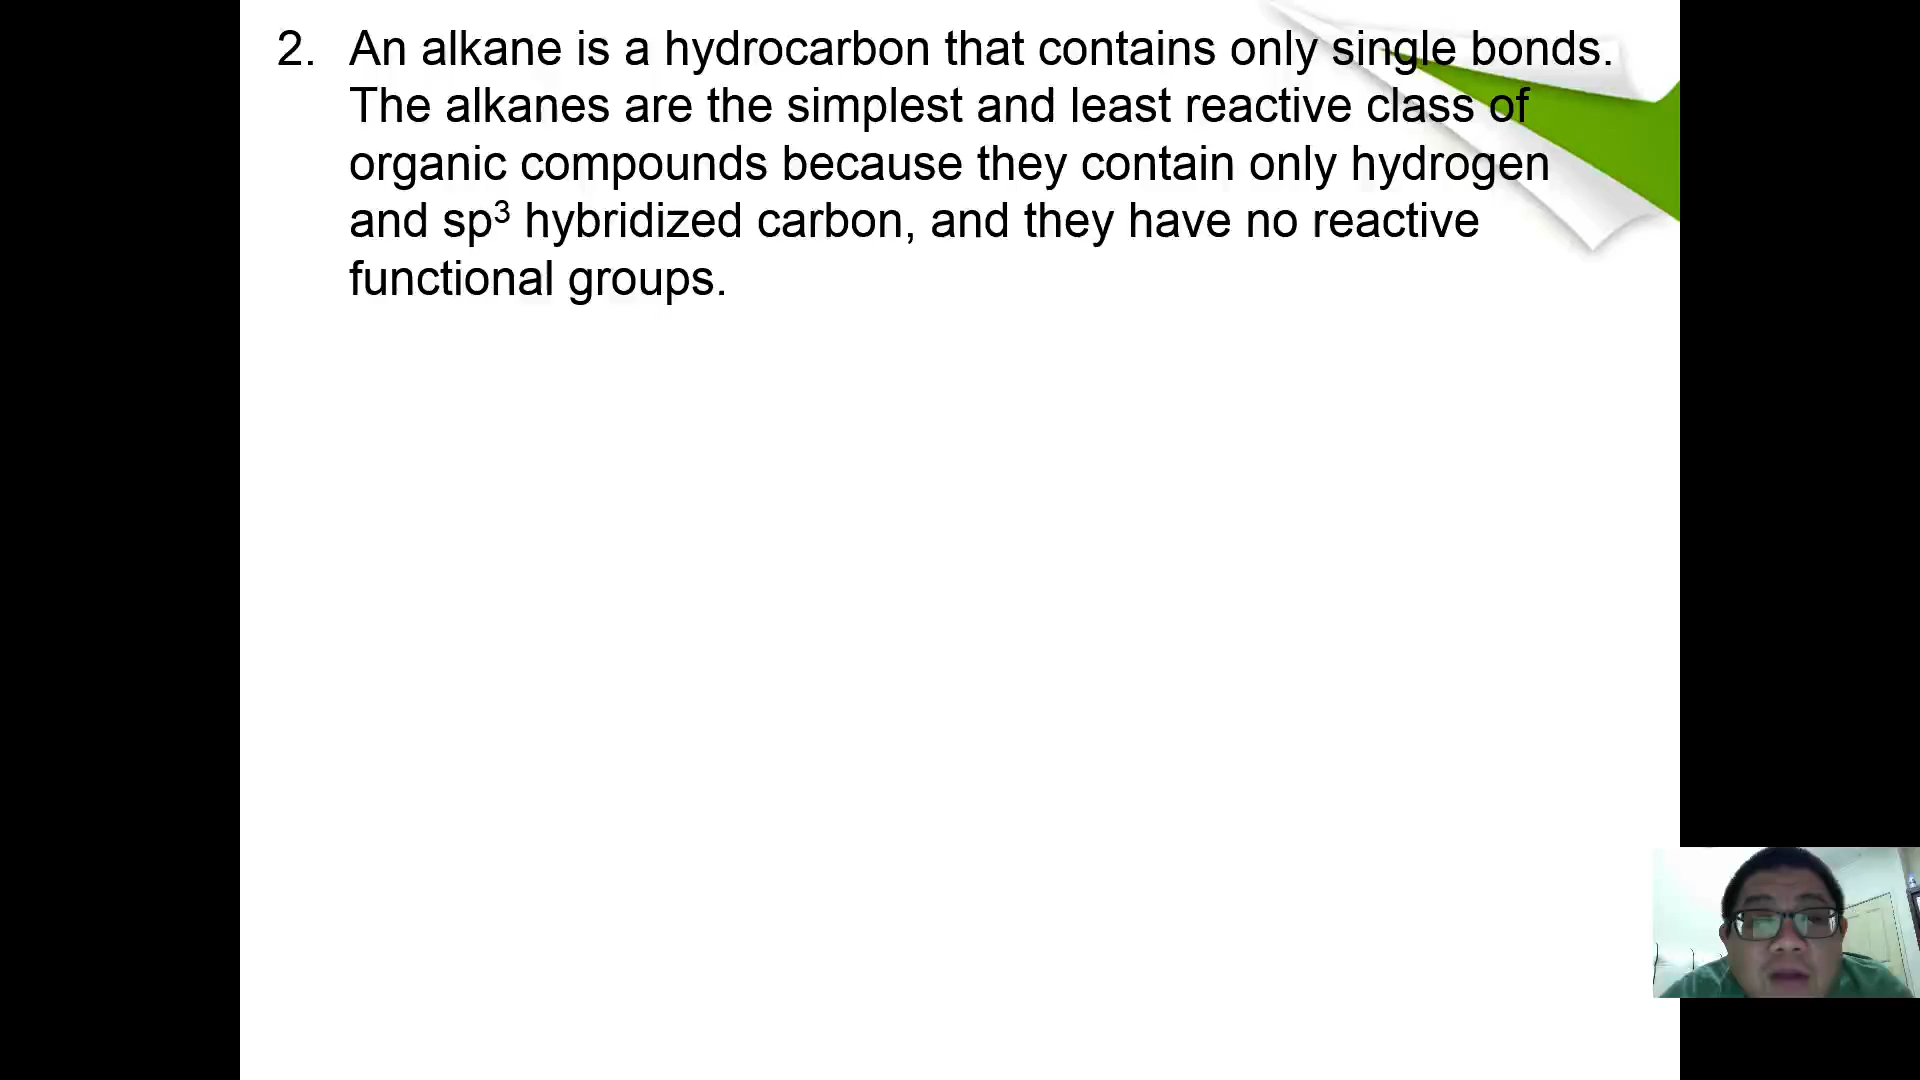 2. An alkane is a hydrocarbon that contains only single bonds.
The alkanes are the simplest and least reactive class of
organic compounds because they contain only hydrogen
and sp³ hybridized carbon, and they have no reactive
functional groups.